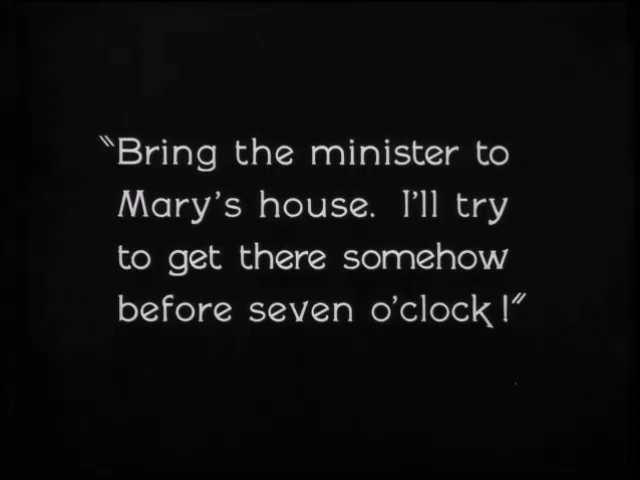 "Bring the minister to
Mary's house. I'll try
to get there somehow
before seven o'clock!"